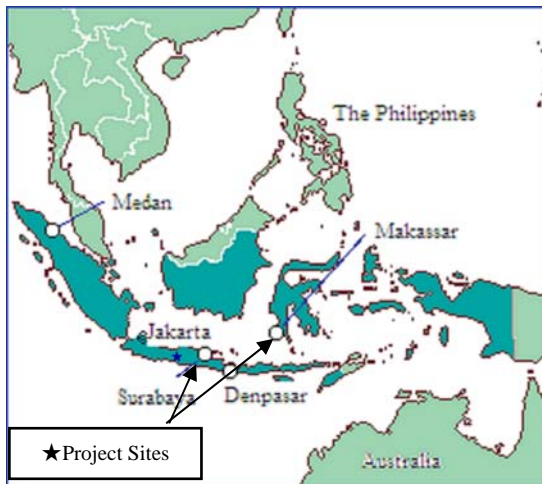 The Philippines
Medan
Makassar
Jakarta
Surabaya
Denpasar
★Project Sites
Australia